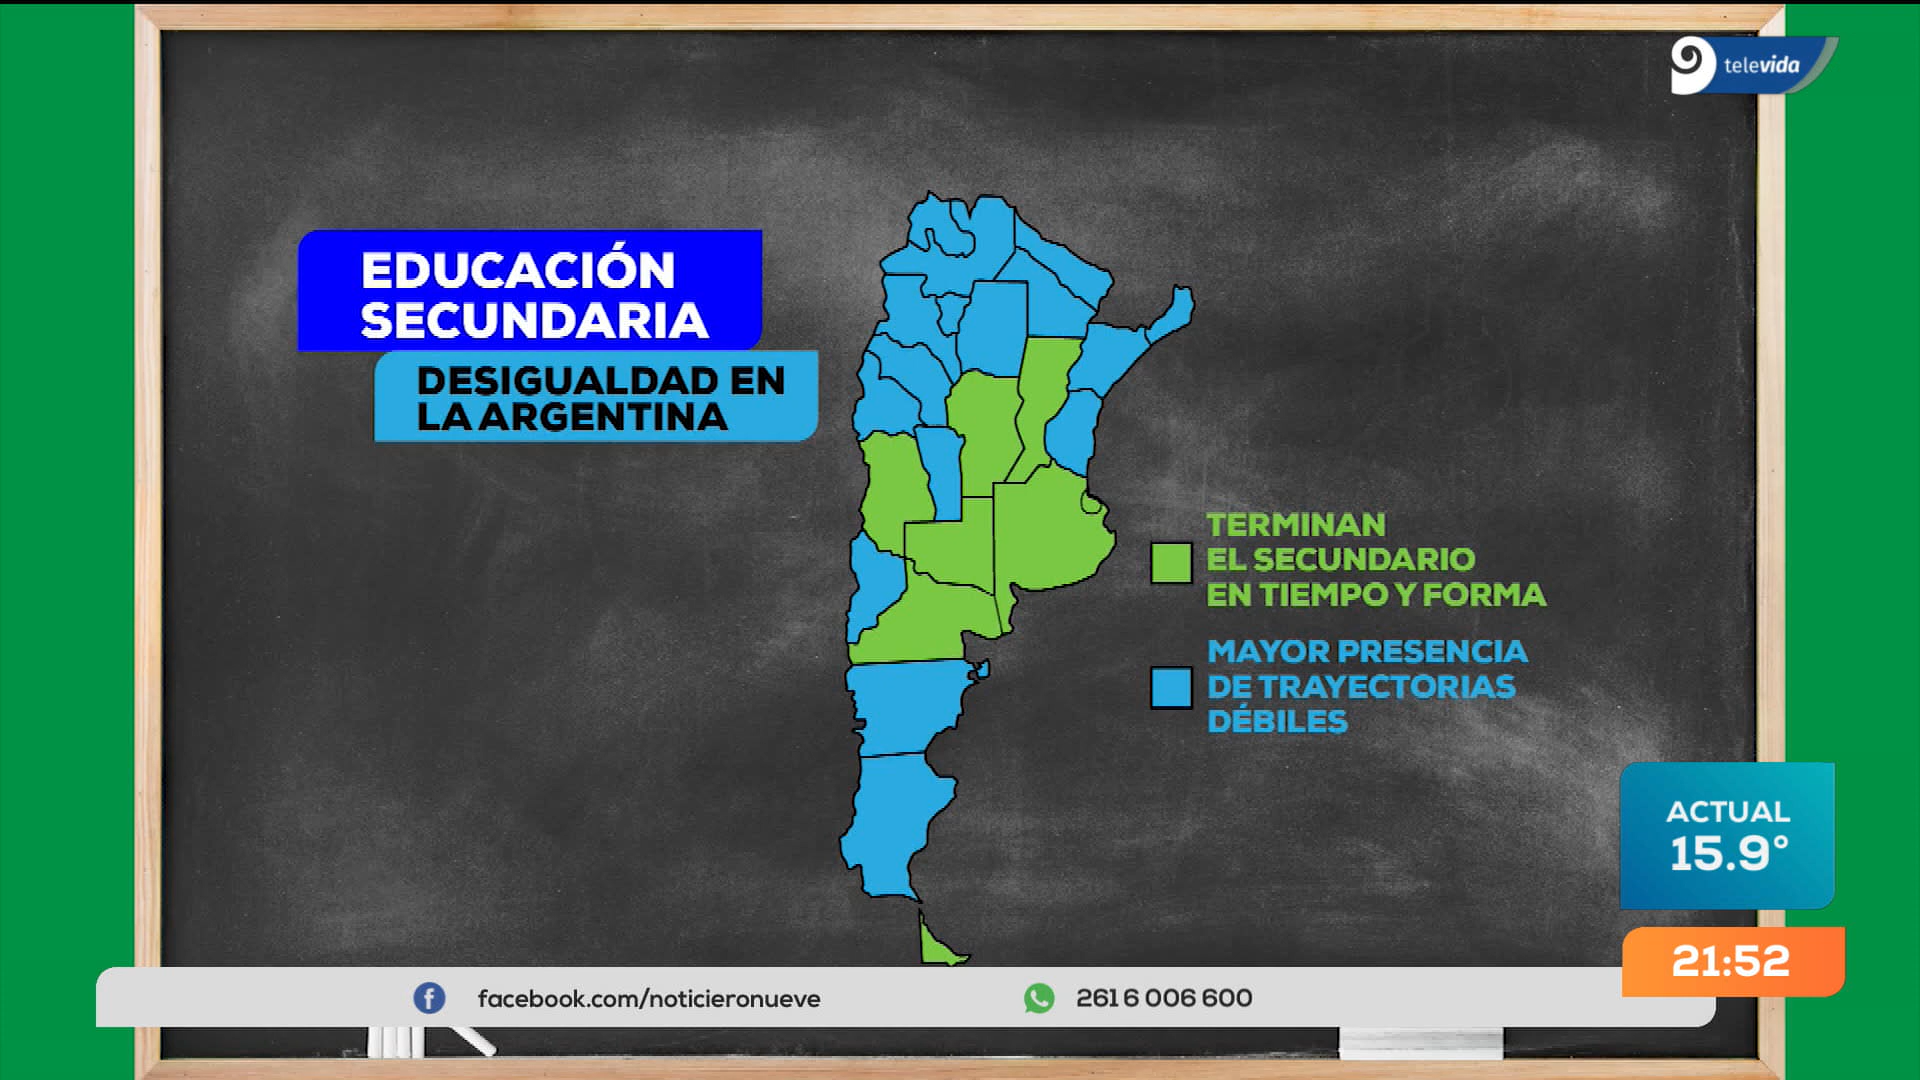 9 televida
EDUCACIÓN
SECUNDARIA
DESIGUALDAD EN
LA ARGENTINA
TERMINAN
EL SECUNDARIO
EN TIEMPO Y FORMA
MAYOR PRESENCIA
DE TRAYECTORIAS
DÉBILES
ACTUAL
15.9°
21:52
facebook.com/noticieronueve
261 6 006 600